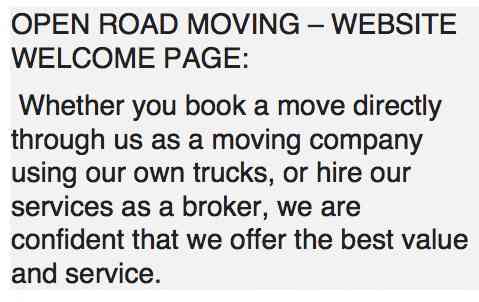 OPEN ROAD MOVING – WEBSITE
WELCOME PAGE:
Whether you book a move directly
through us as a moving company
using our own trucks, or hire our
services as a broker, we are
confident that we offer the best value
and service.